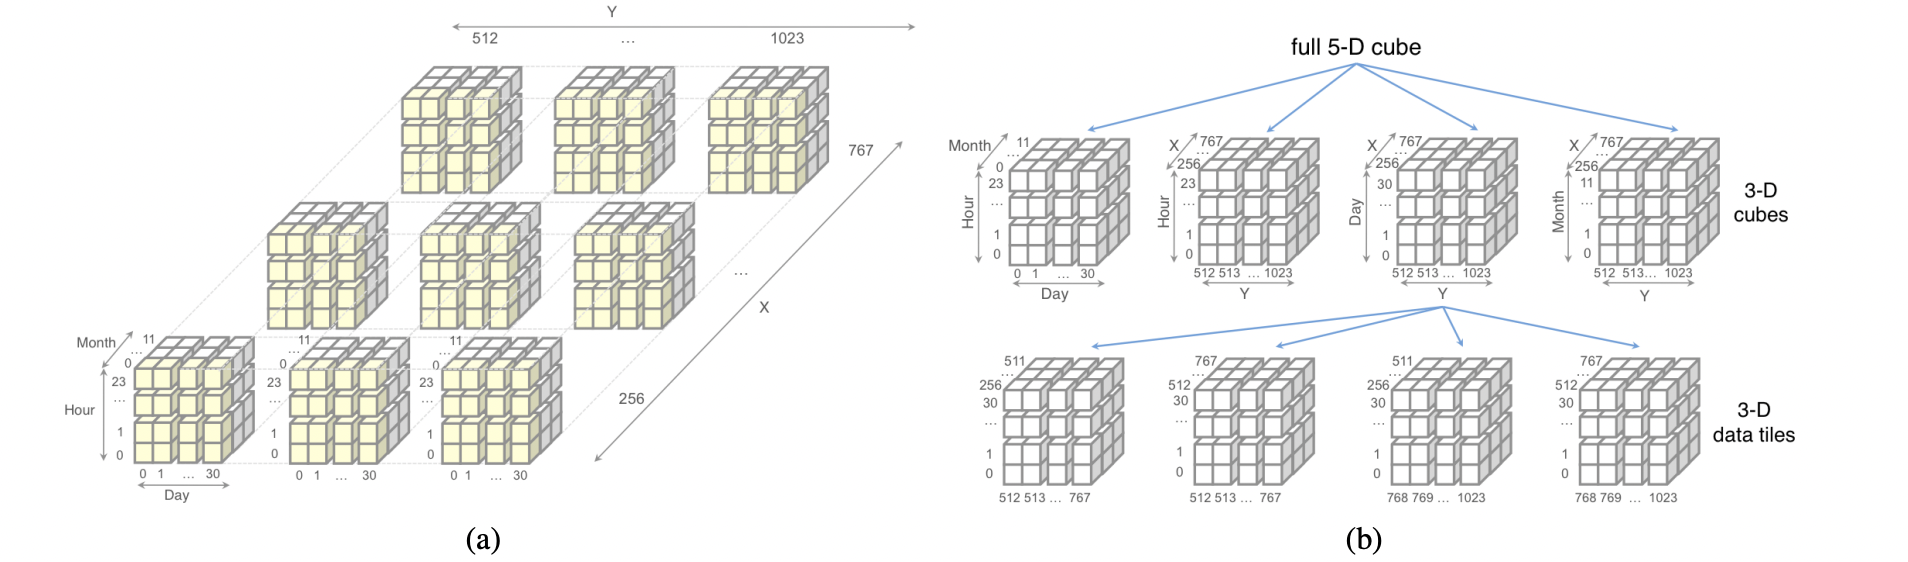 Y
512 ... 1023
767
...
X
256
Month
11
... 
0
23
...
Hour
1
0
0 1 ... 30
Day
11
...
0
23
...
1
0
0 1 ... 30
11
...
0
23
...
1
0
0 1 ... 30
(a)
full 5-D cube
Month
11
...
0
23
...
Hour
1
0
0 1 ... 30
Day
X
767
...
256
23
...
Hour
1
0
512 513 ... 1023
Y
X
767
...
256
30
...
Day
1
0
512 513 ... 1023
Y
X
767
...
256
11
...
Month
1
0
512 513... 1023
Y
3-D
cubes
511
...
256
30
...
1
0
512 513 ... 767
767
...
512
30
...
1
0
512 513 ... 767
511
...
256
30
...
1
0
768 769 ... 1023
767
...
512
30
...
1
0
768 769 ... 1023
3-D
data tiles
(b)